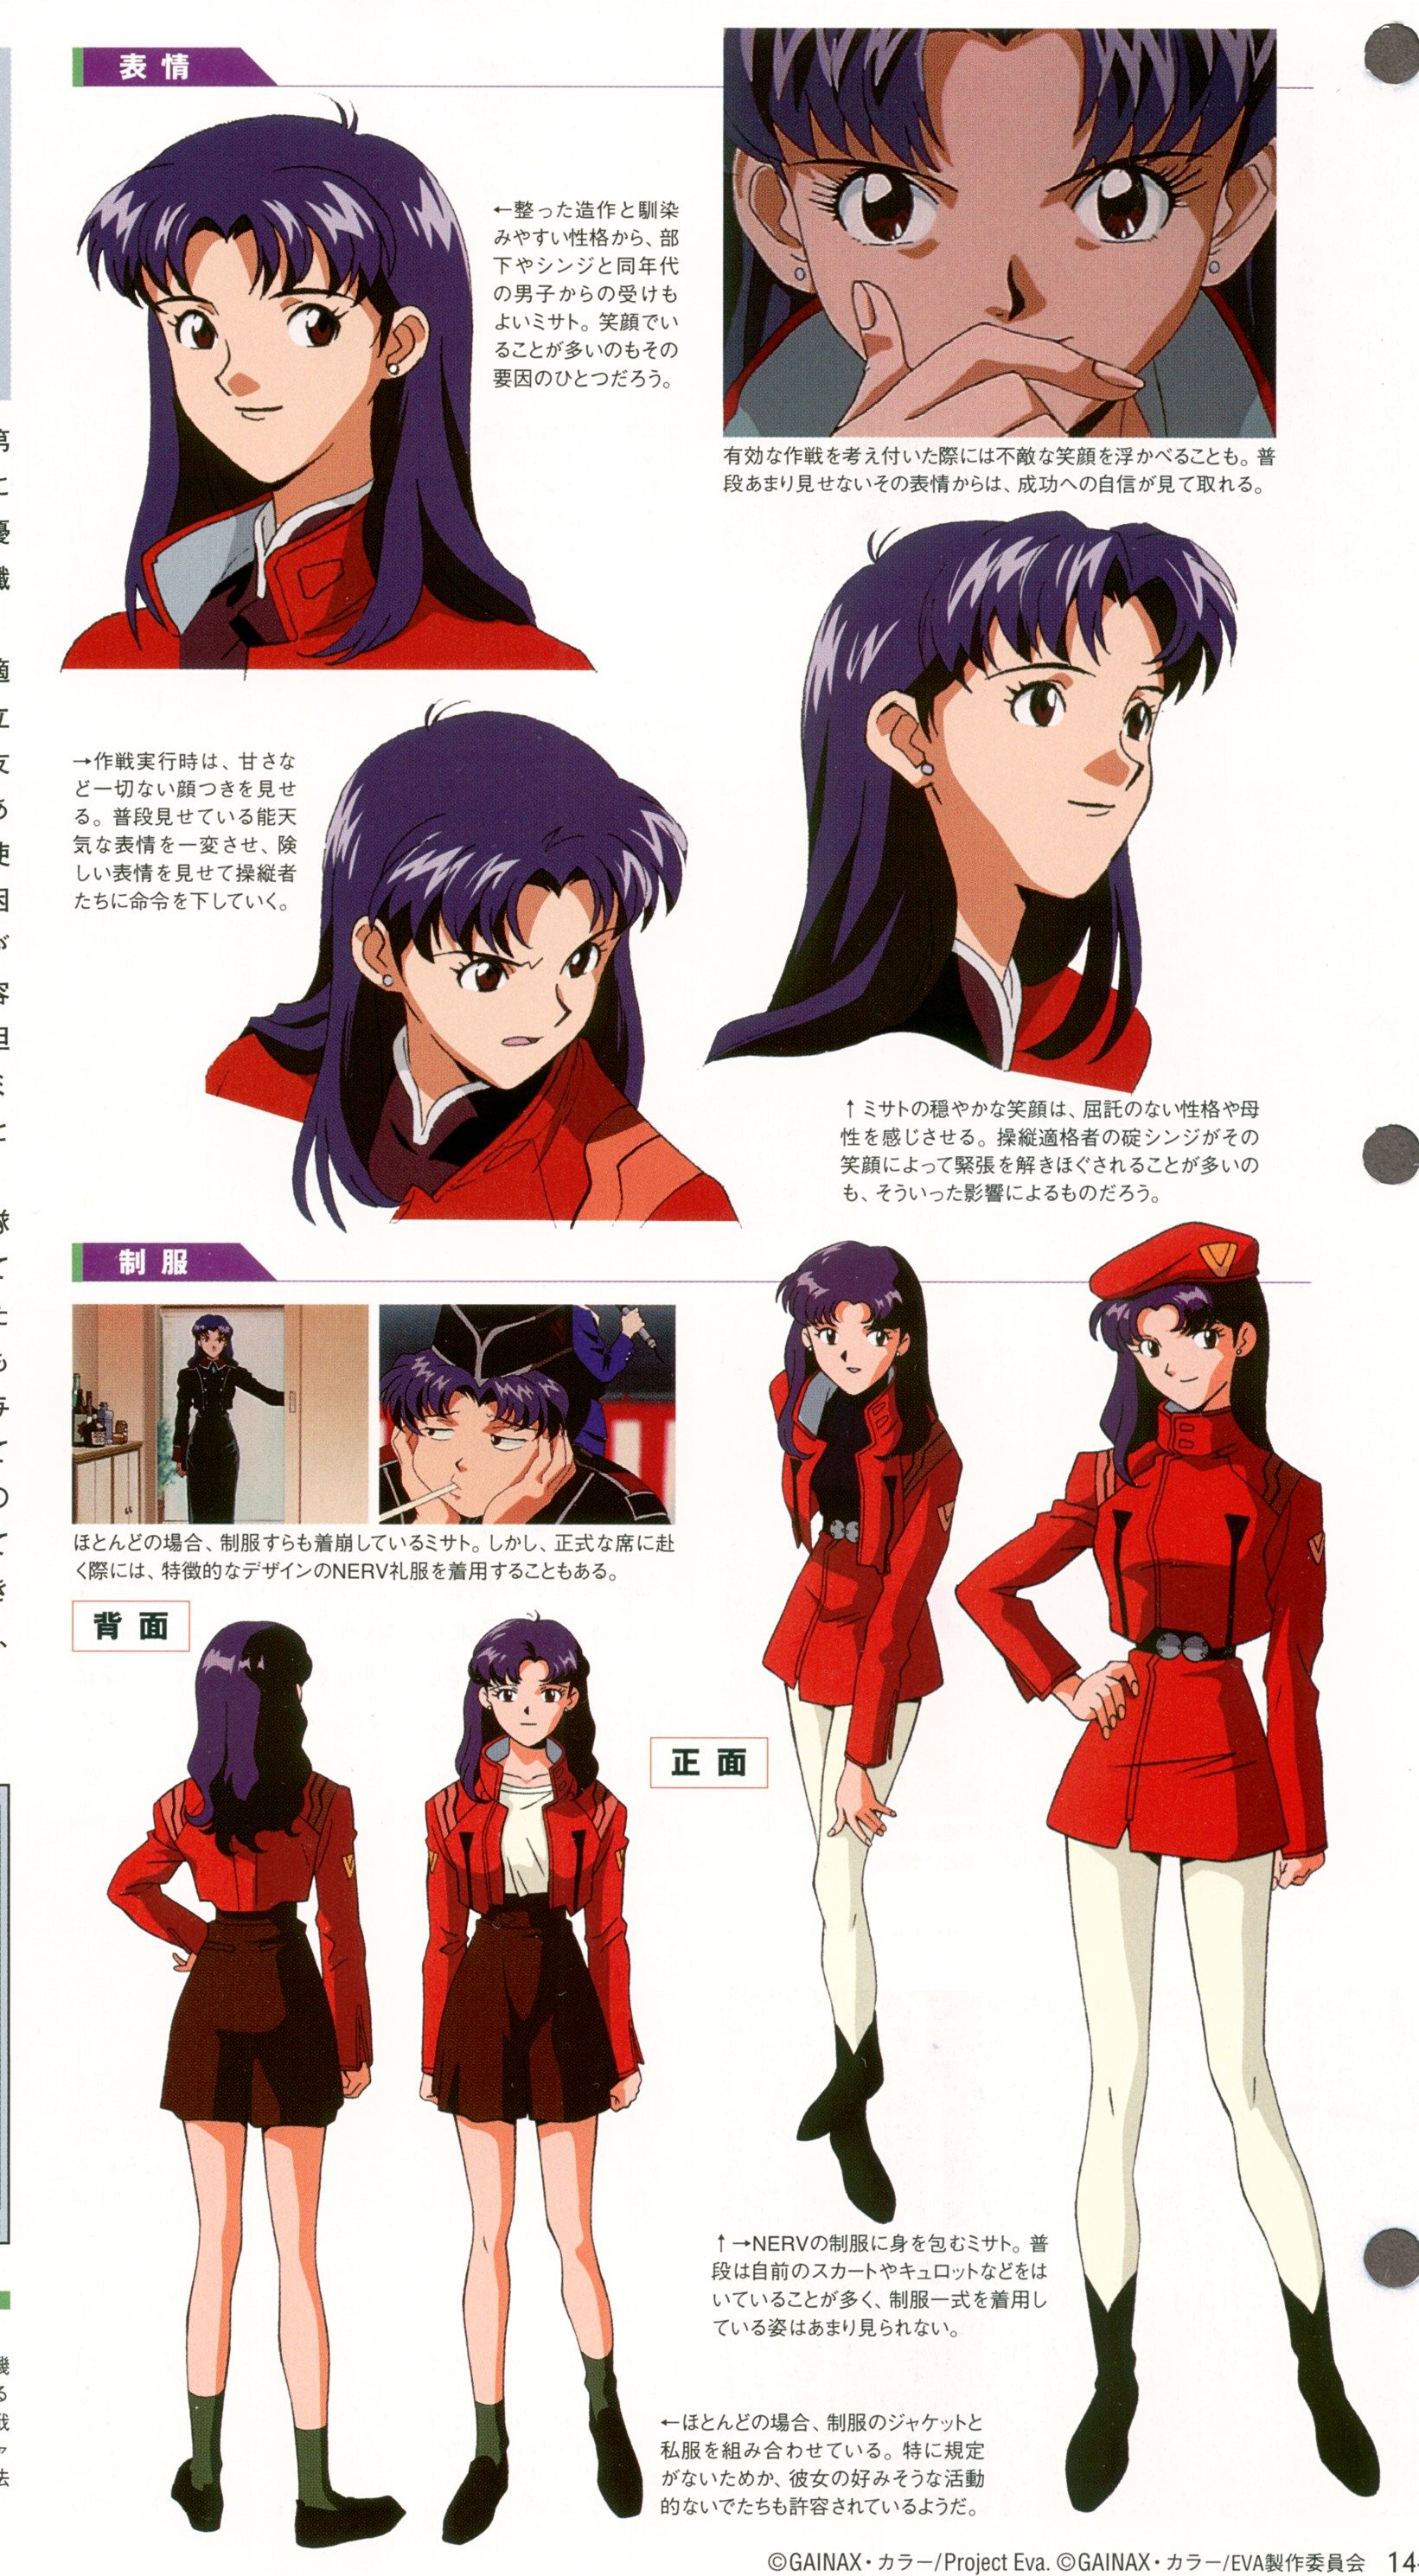 表情
←整った造作と馴染
みやすい性格から、部
下やシンジと同年代
の男子からの受けも
よいミサト。笑顔でい
ることが多いのもその
要因のひとつだろう。
有効な作戦を考え付いた際には不敵な笑顔を浮かべることも。普
段あまり見せないその表情からは、成功への自信が見て取れる。
→作戦実行時は、甘さな
ど一切ない顔つきを見せ
る。普段見せている能天
気な表情を一変させ、険
しい表情を見せて操縦者
たちに命令を下していく。
↑ミサトの穏やかな笑顔は、屈託のない性格や母
性を感じさせる。操縦適格者の碇シンジがその
笑顔によって緊張を解きほぐされることが多いの
も、そういった影響によるものだろう。
制服
ほとんどの場合、制服すらも着崩しているミサト。しかし、正式な席に赴
く際には、特徴的なデザインのNERV礼服を着用することもある。
背面
正面
↑→NERVの制服に身を包むミサト。普
段は自前のスカートやキュロットなどをは
いていることが多く、制服一式を着用し
ている姿はあまり見られない。
←ほとんどの場合、制服のジャケットと
私服を組み合わせている。特に規定
がないためか、彼女の好みそうな活動
的ないでたちも許容されているようだ。
©GAINAX・カラー/Project Eva. ©GAINAX・カラー/EVA製作委員会 14